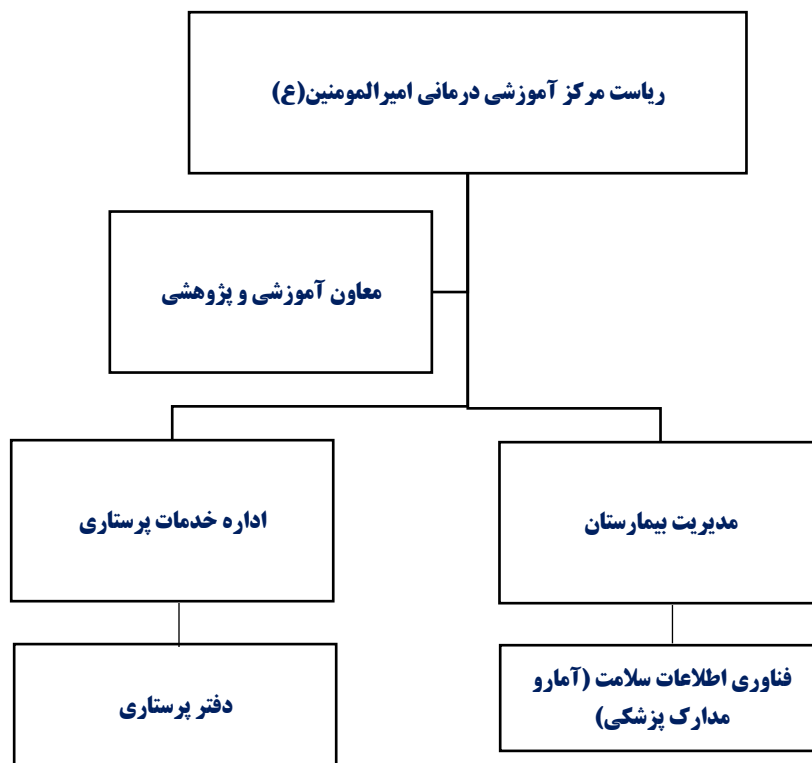 ریاست مرکز آموزشی درمانی امیرالمومنین(ع)
معاون آموزشی و پژوهشی
مدیریت بیمارستان
اداره خدمات پرستاری
فناوری اطلاعات سلامت (آمارو
مدارک پزشکی)
دفتر پرستاری